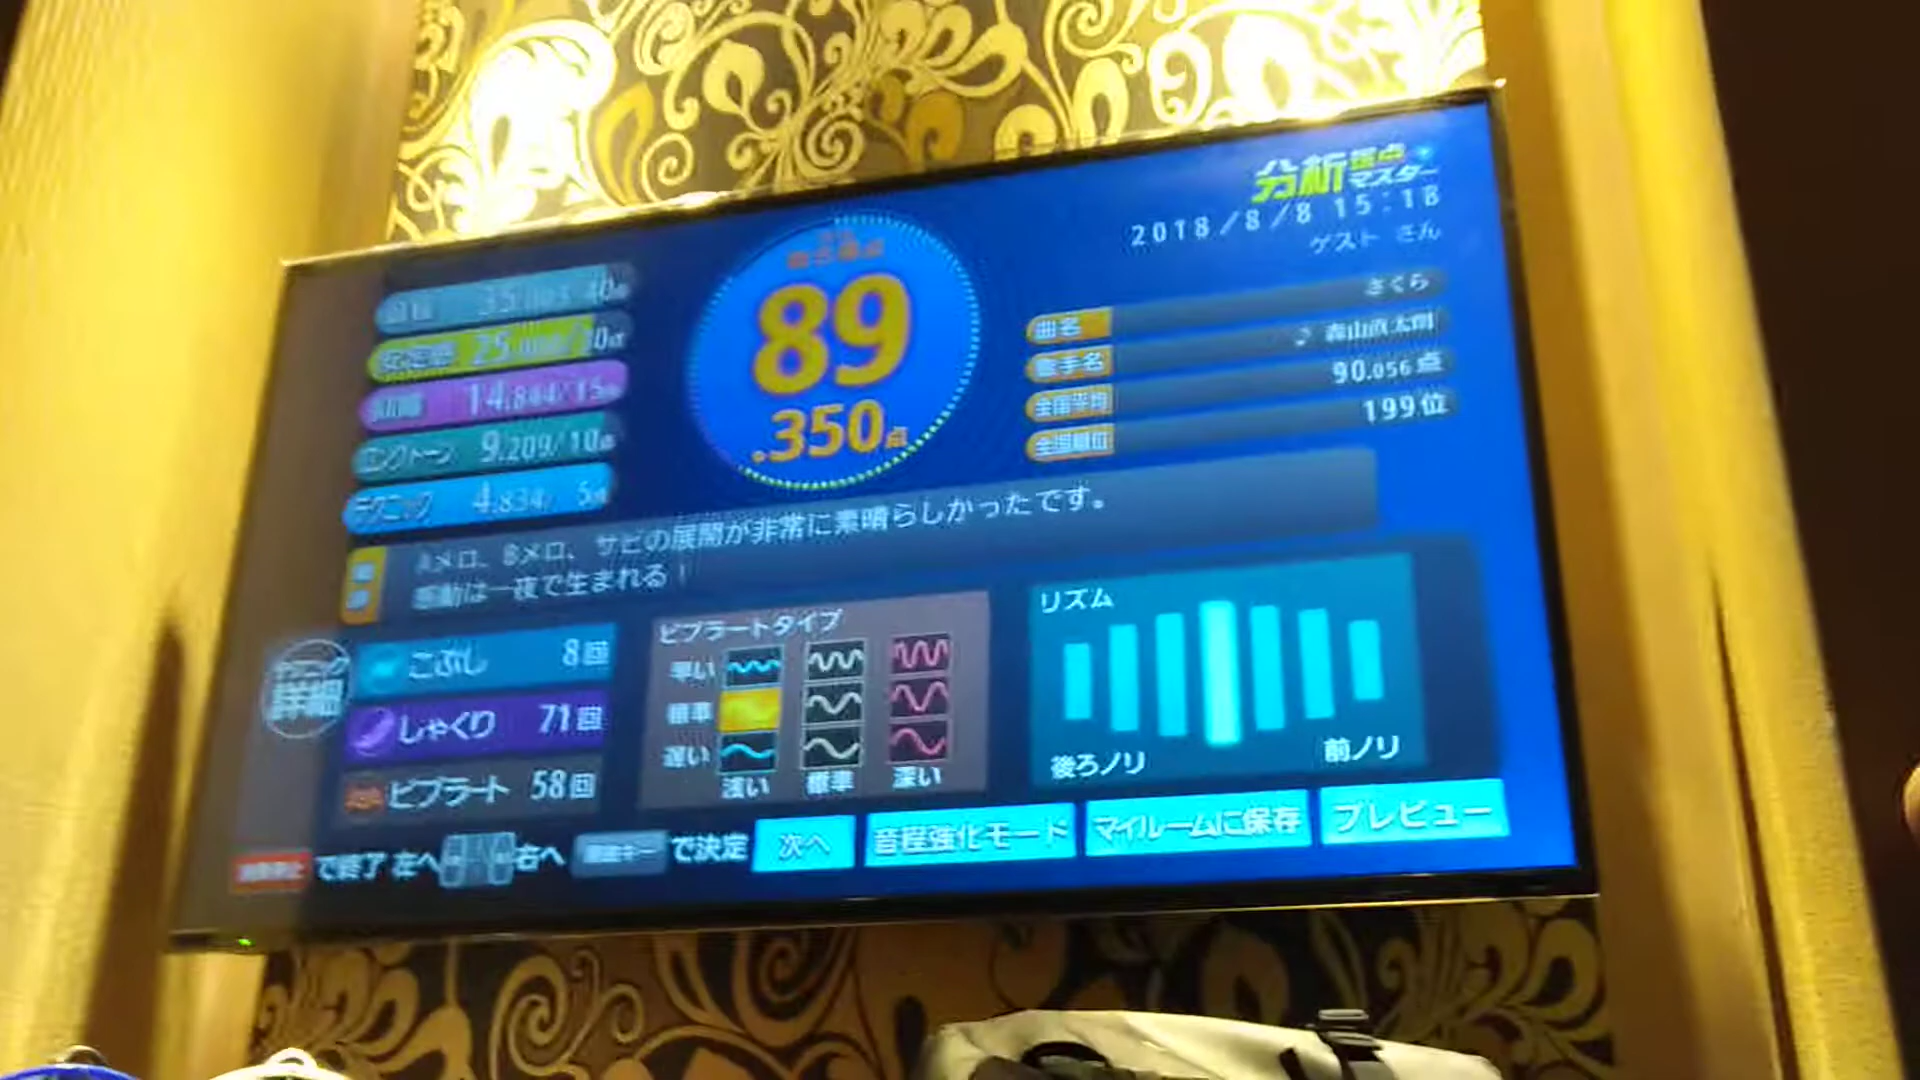 分析採点マスター
2018/8/8 15:18
ゲスト さん
89
.350点
安定感 25
14.844/15点
ロングトーン 9.209/10点
テクニック 4.834/ 5点
曲名 さくら
歌手名 ♪ 森山直太朗
全国平均 90.056点
全国順位 199位
Aメロ、Bメロ、サビの展開が非常に素晴らしかったです。
感動は一夜で生まれる!
テクニック
詳細
こぶし 8回
しゃくり 71回
ビブラート 58回
ビブラートタイプ
早い
標準
遅い
浅い 標準 深い
リズム
後ろノリ 前ノリ
で終了 左へ 右へ で決定 次へ 音程強化モード マイルームに保存 プレビュー